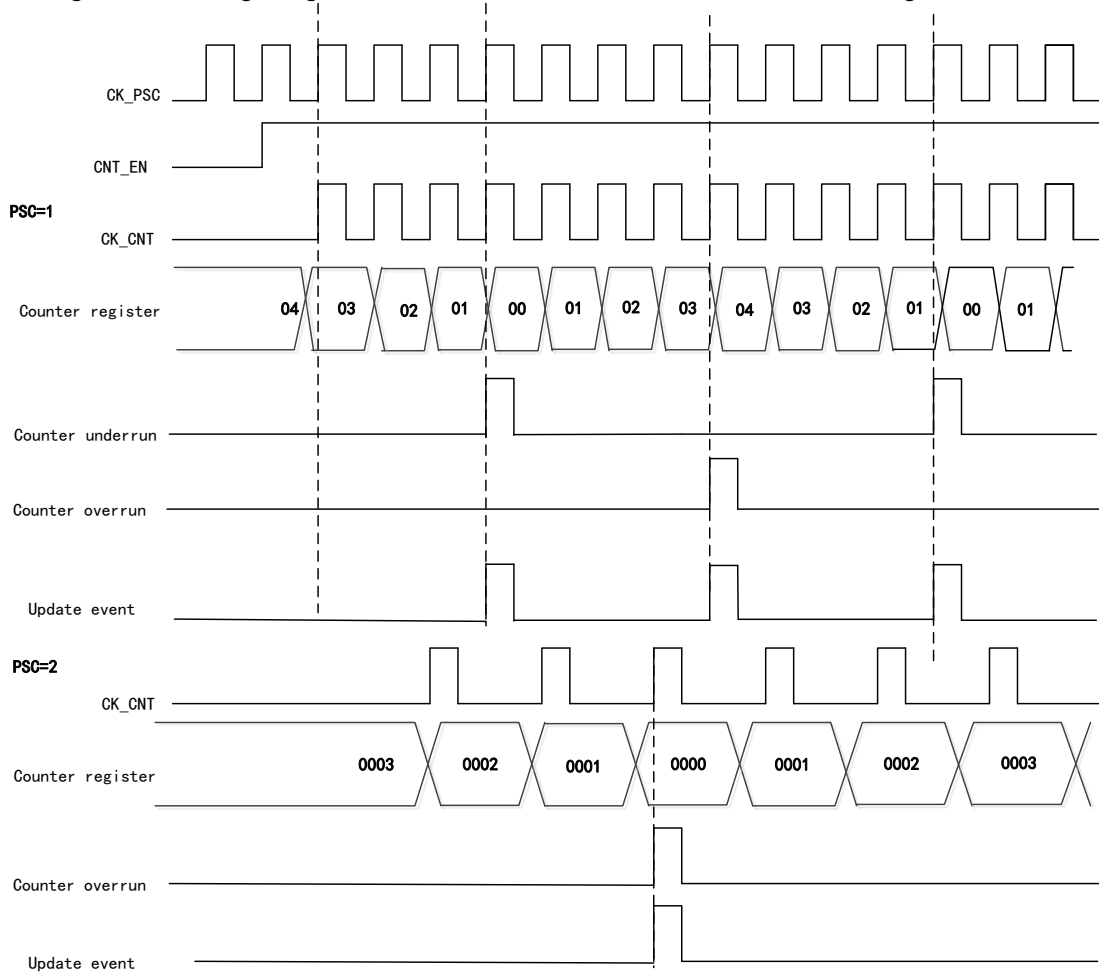 CK_PSC
CNT_EN
PSC=1
CK_CNT
Counter register 04 03 02 01 00 01 02 03 04 03 02 01 00 01
Counter underrun
Counter overrun
Update event
PSC=2
CK_CNT
Counter register 0003 0002 0001 0000 0001 0002 0003
Counter overrun
Update event